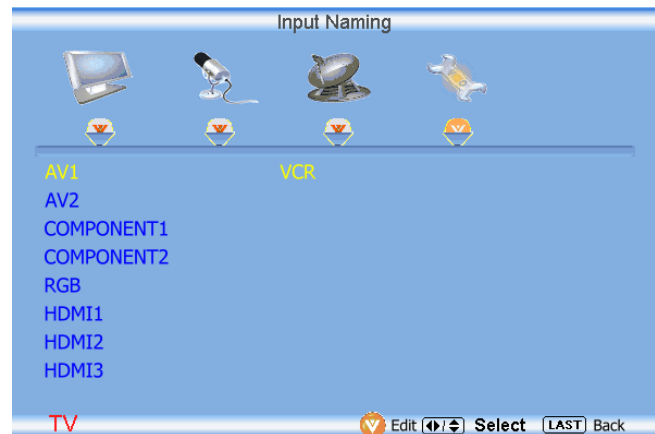 Input Naming
AV1 VCR
AV2
COMPONENT1
COMPONENT2
RGB
HDMI1
HDMI2
HDMI3
TV V Edit / Select LAST Back